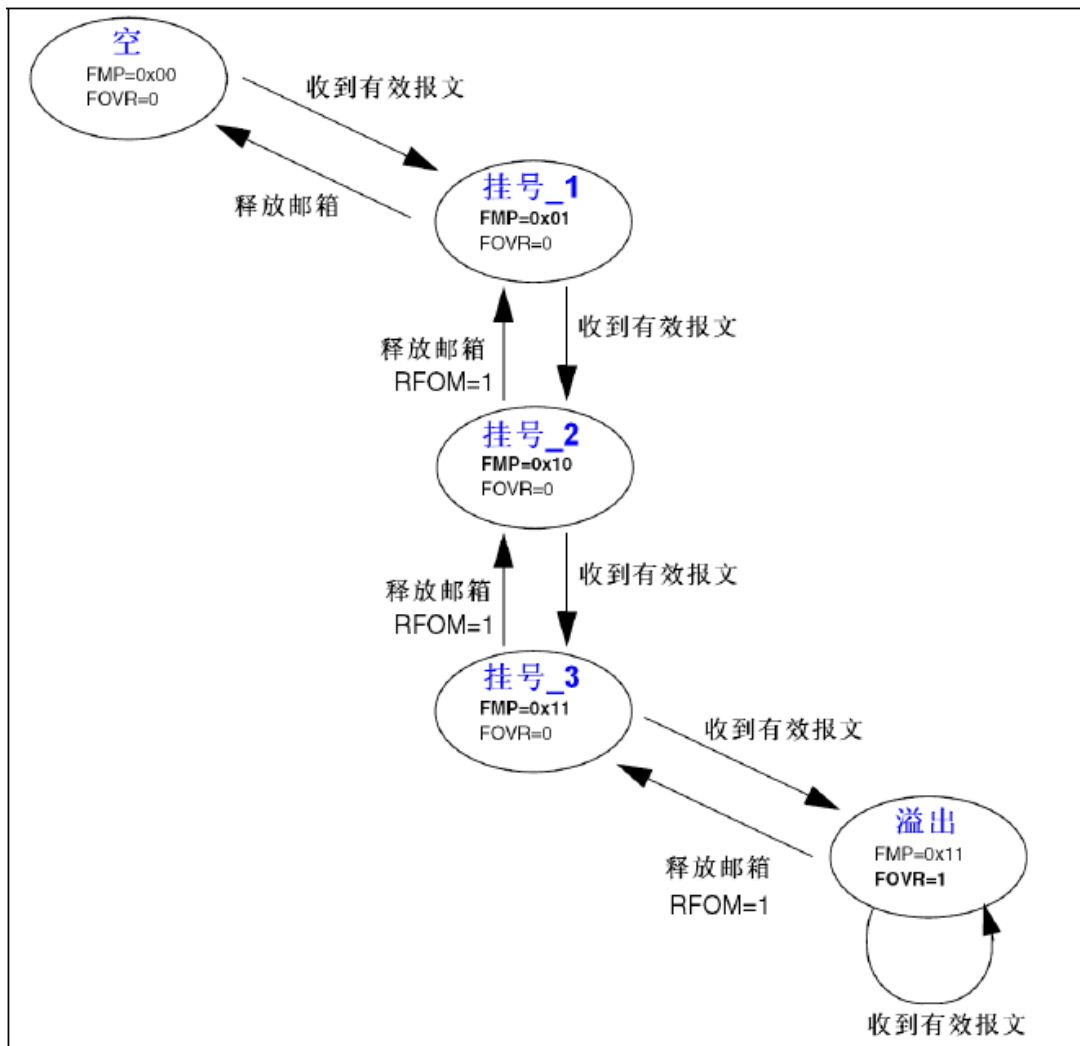 空
FMP=0x00
FOVR=0
收到有效报文
释放邮箱
挂号_1
FMP=0x01
FOVR=0
收到有效报文
释放邮箱
RFOM=1
挂号_2
FMP=0x10
FOVR=0
收到有效报文
释放邮箱
RFOM=1
挂号_3
FMP=0x11
FOVR=0
收到有效报文
释放邮箱
RFOM=1
溢出
FMP=0x11
FOVR=1
收到有效报文